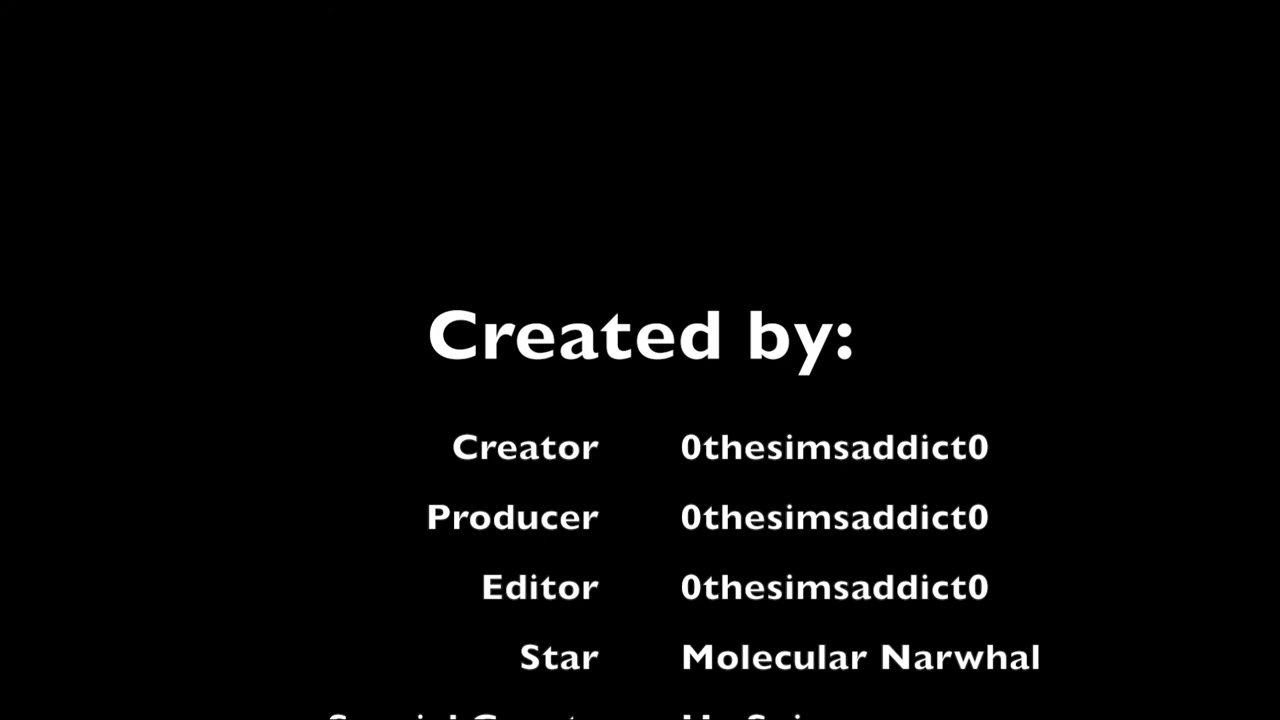 Created by:
Creator 0thesimsaddict0
Producer 0thesimsaddict0
Editor 0thesimsaddict0
Star Molecular Narwhal